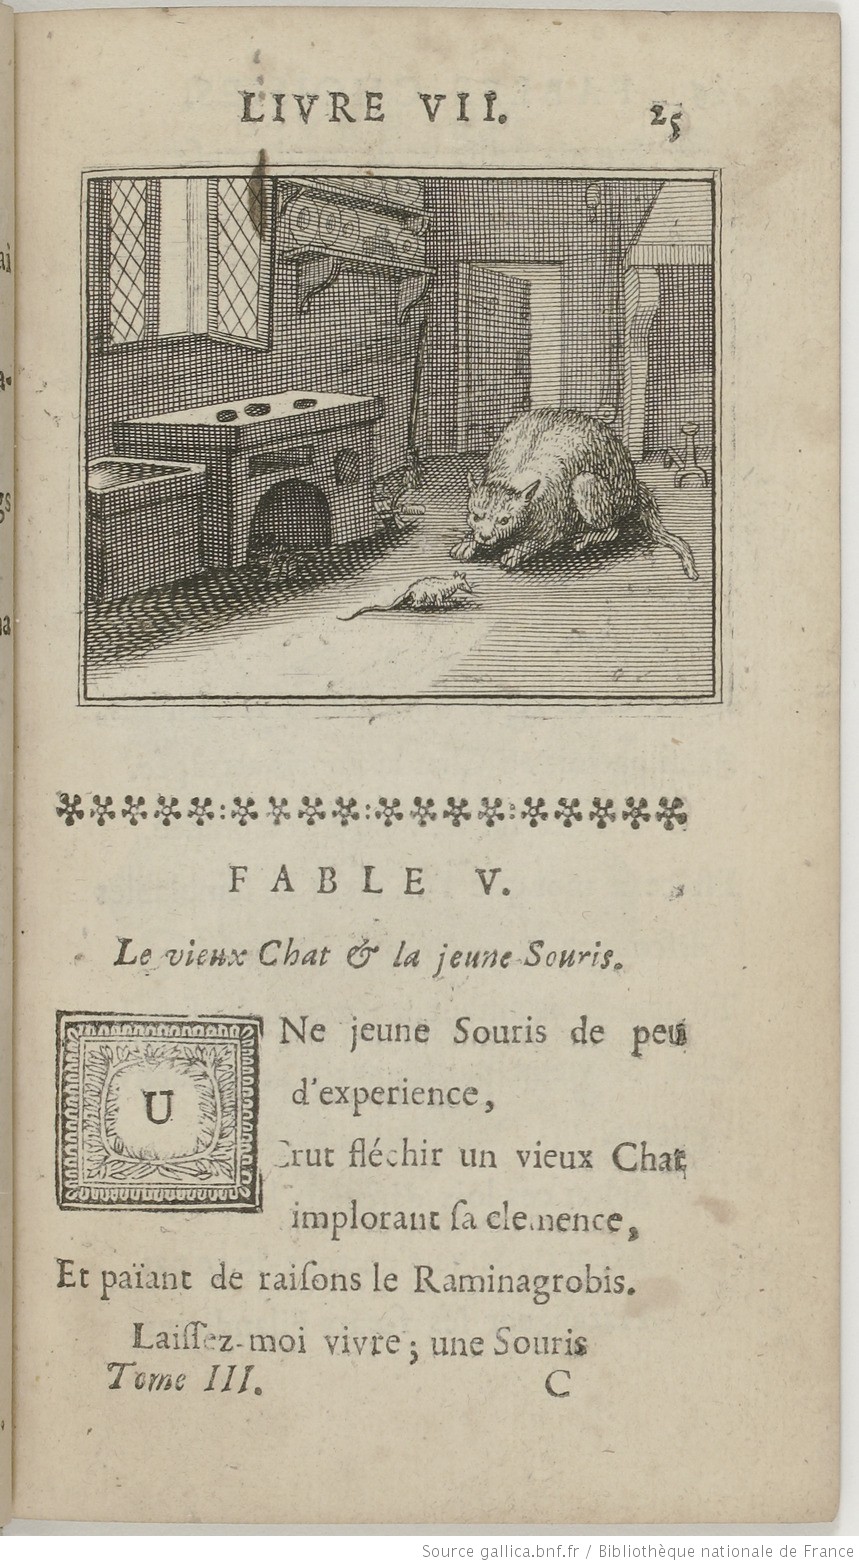 LIVRE VII. 25
FABLE V.
Le vieux Chat & la jeune Souris.
UNe jeune Souris de peu
d'experience,
Crut fléchir un vieux Chat
implorant ſa clemence,
Et païant de raiſons le Raminagrobis.
Laiſſez-moi vivre; une Souris
Tome III. C
Source gallica.bnf.fr / Bibliothèque nationale de France